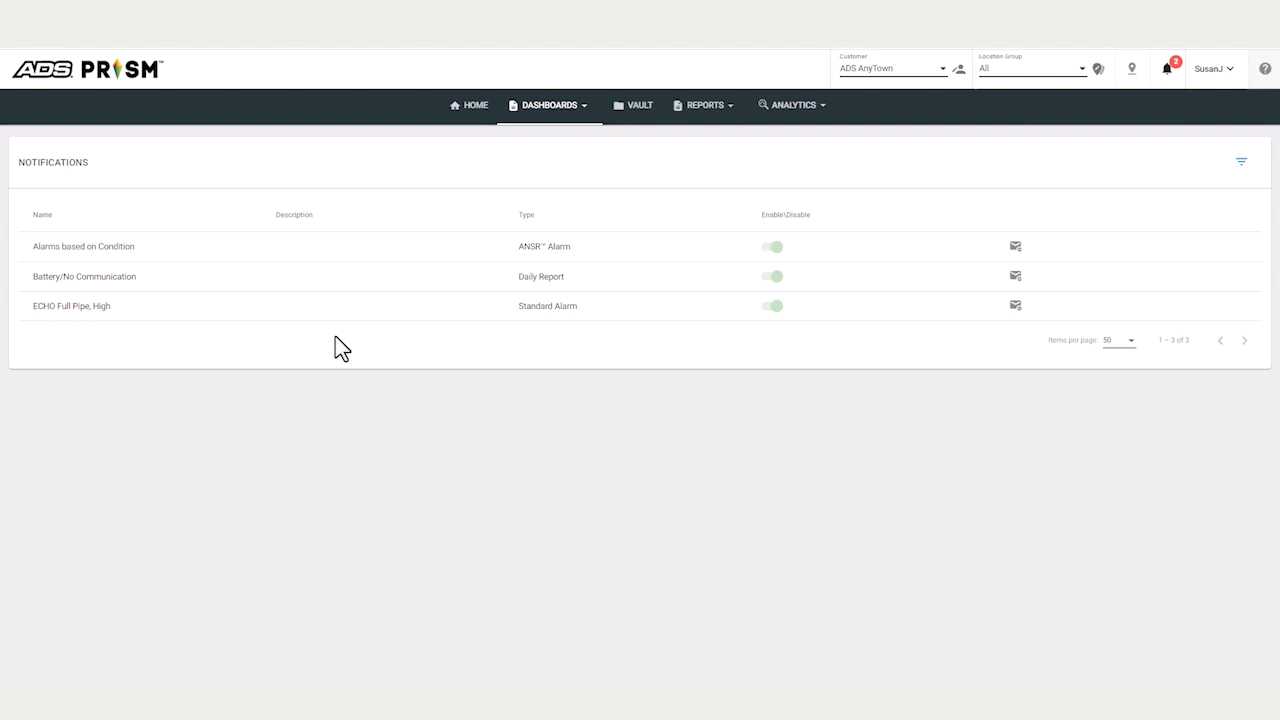 ADS PRISM™
Customer
ADS AnyTown
Location Group
All
2
SusanJ
HOME
DASHBOARDS
VAULT
REPORTS
ANALYTICS
NOTIFICATIONS
Name Description Type Enable\Disable
Alarms based on Condition ANSR™ Alarm
Battery/No Communication Daily Report
ECHO Full Pipe, High Standard Alarm
Items per page: 50 1 – 3 of 3